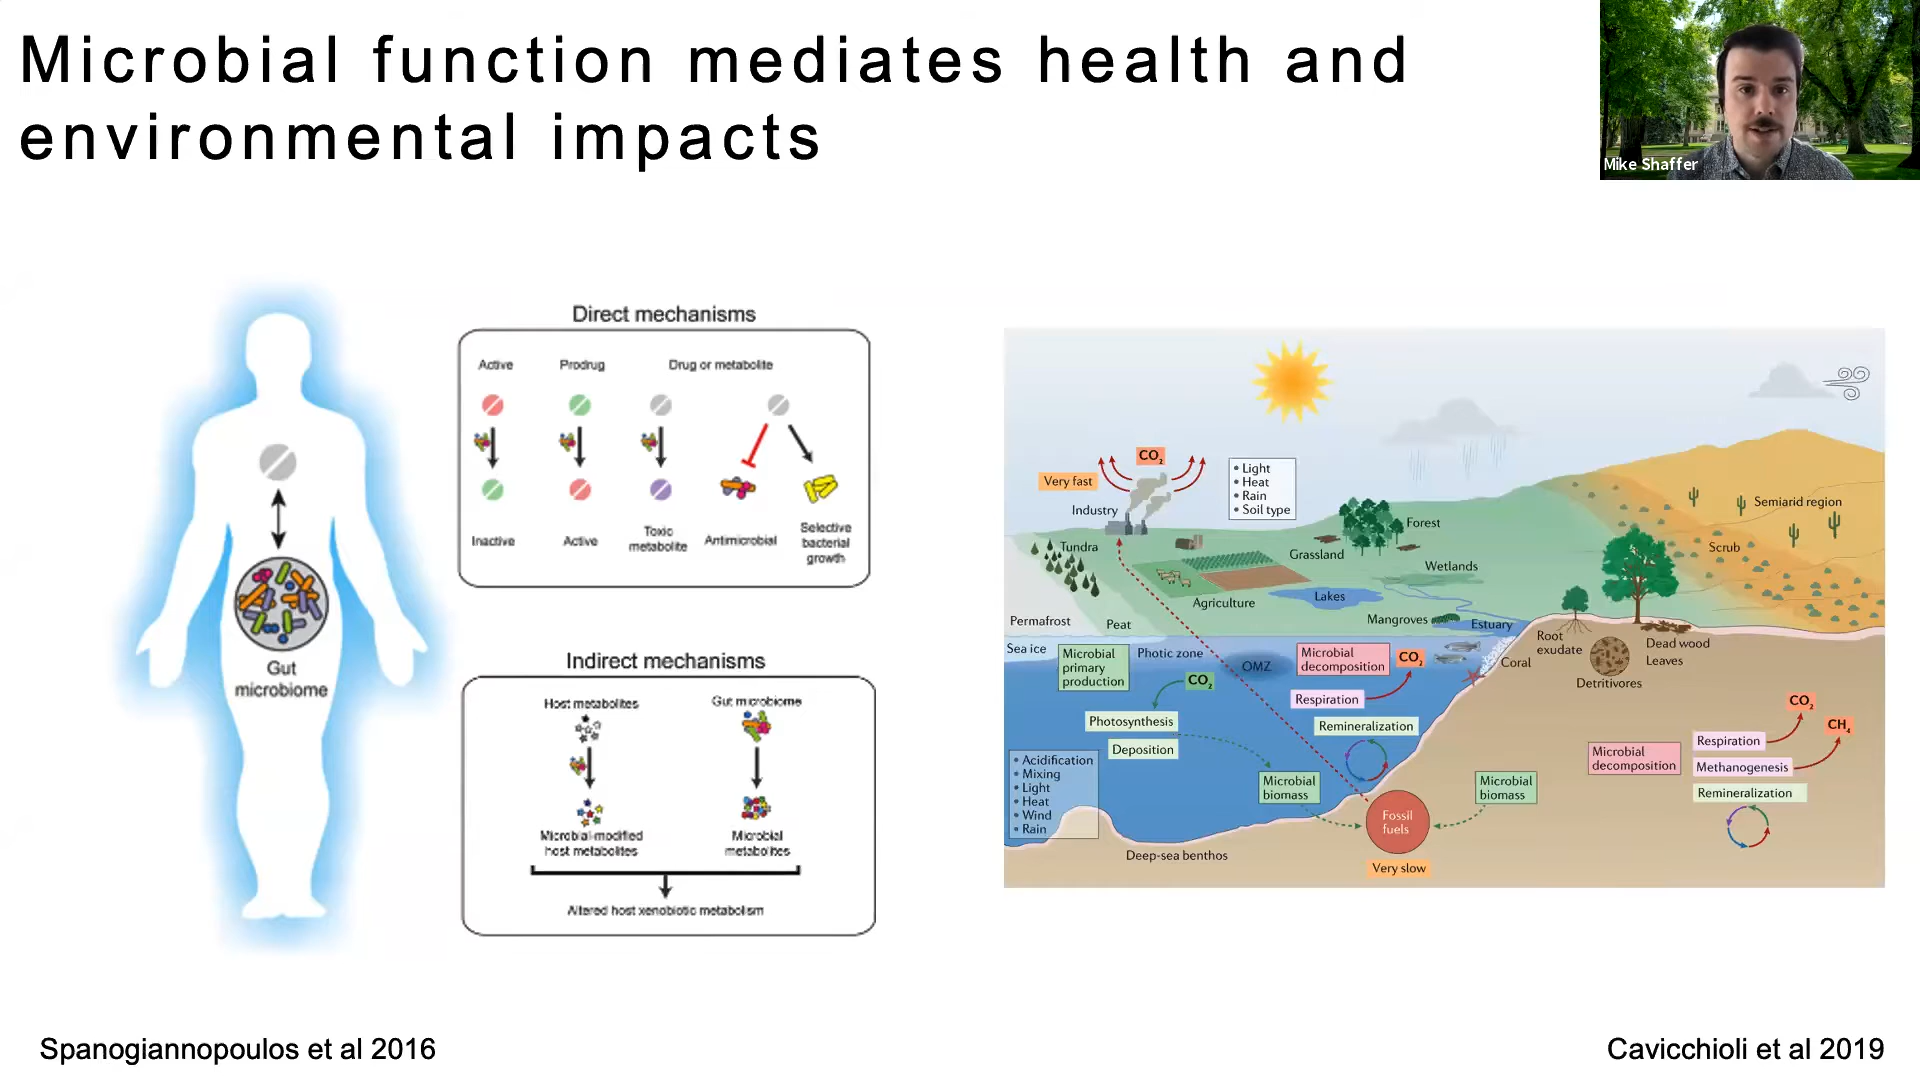 Microbial function mediates health and
environmental impacts
Mike Shaffer
Direct mechanisms
Active
Prodrug
Drug or metabolite
Inactive
Active
Toxic
metabolite
Antimicrobial
Selective
bacterial
growth
Gut
microbiome
Indirect mechanisms
Host metabolites
Gut microbiome
Microbial-modified
host metabolites
Microbial
metabolites
Altered host xenobiotic metabolism
CO2
Very fast
Industry
• Light
• Heat
• Rain
• Soil type
Forest
Semiarid region
Tundra
Grassland
Scrub
Wetlands
Agriculture
Lakes
Permafrost
Peat
Mangroves
Estuary
Root
exudate
Dead wood
Leaves
Detritivores
Sea ice
Microbial
primary
production
Photic zone
OMZ
Microbial
decomposition
CO2
Coral
CO2
Respiration
Photosynthesis
Remineralization
Deposition
• Acidification
• Mixing
• Light
• Heat
• Wind
• Rain
Microbial
biomass
Fossil
fuels
Microbial
biomass
Very slow
Deep-sea benthos
Microbial
decomposition
CO2
CH4
Respiration
Methanogenesis
Remineralization
Spanogiannopoulos et al 2016
Cavicchioli et al 2019